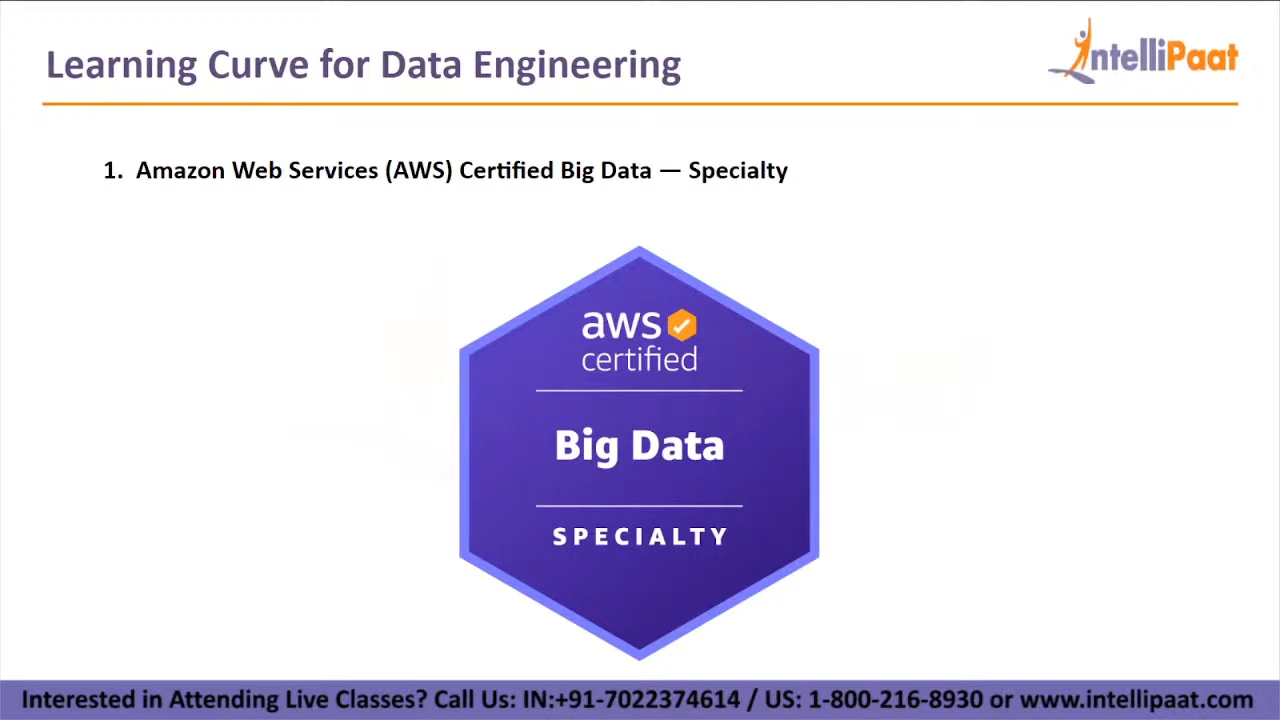 Learning Curve for Data Engineering
IntelliPaat
1. Amazon Web Services (AWS) Certified Big Data — Specialty
aws
certified
Big Data
SPECIALTY
Interested in Attending Live Classes? Call Us: IN:+91-7022374614 / US: 1-800-216-8930 or www.intellipaat.com